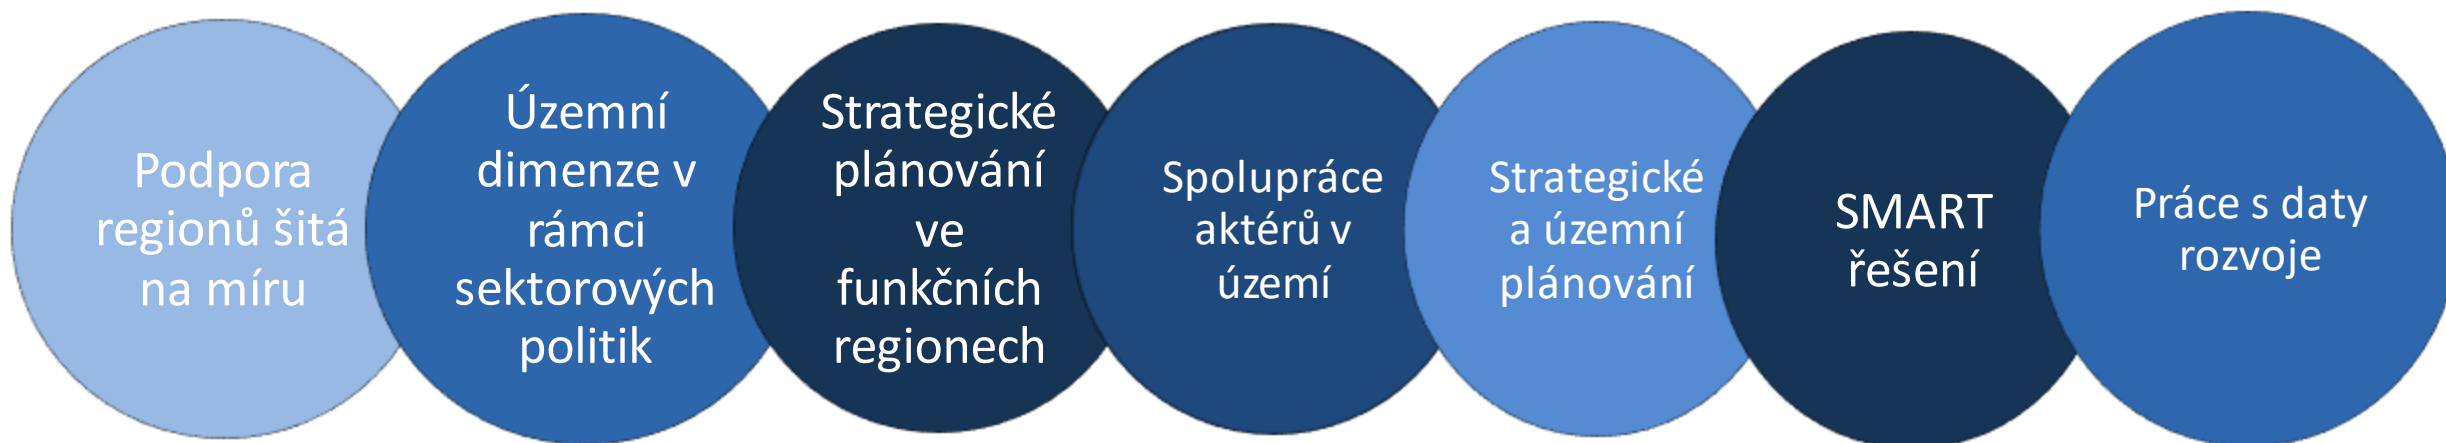 Podpora
regionů šitá
na míru
Územní
dimenze v
rámci
sektorových
politik
Strategické
plánování
ve
funkčních
regionech
Spolupráce
aktérů v
území
Strategické
a územní
plánování
SMART
řešení
Práce s daty
rozvoje